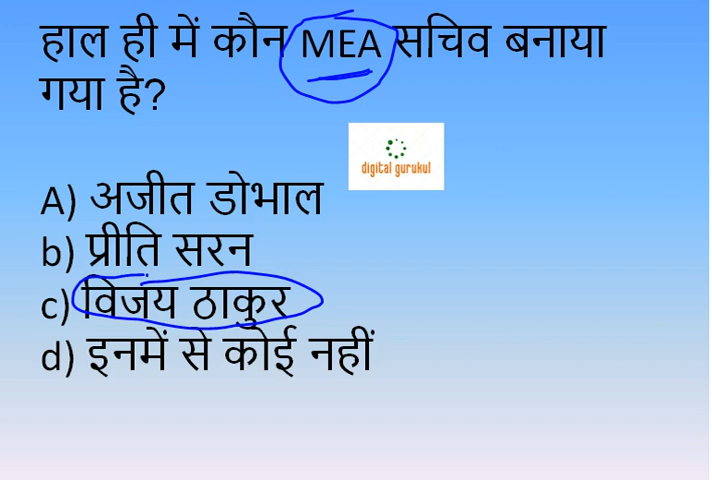 हाल ही में कौन MEA सचिव बनाया
गया है?
digital gurukul
A) अजीत डोभाल
b) प्रीति सरन
c) विजय ठाकुर
d) इनमें से कोई नहीं